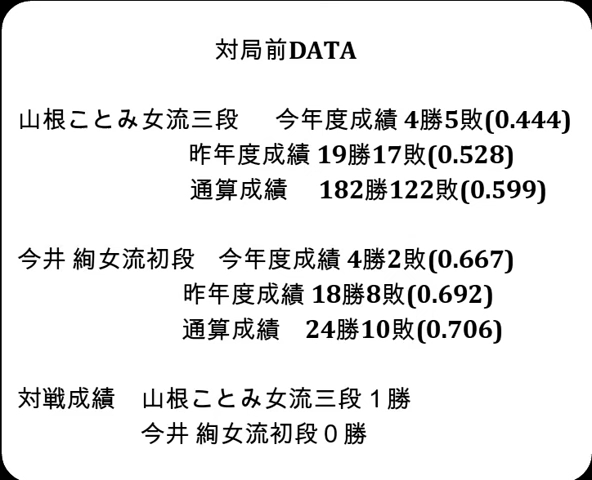 対局前DATA
山根ことみ女流三段 今年度成績 4勝5敗(0.444)
昨年度成績 19勝17敗(0.528)
通算成績 182勝122敗(0.599)
今井 絢女流初段 今年度成績 4勝2敗(0.667)
昨年度成績 18勝8敗(0.692)
通算成績 24勝10敗(0.706)
対戦成績 山根ことみ女流三段 1勝
今井 絢女流初段 0勝